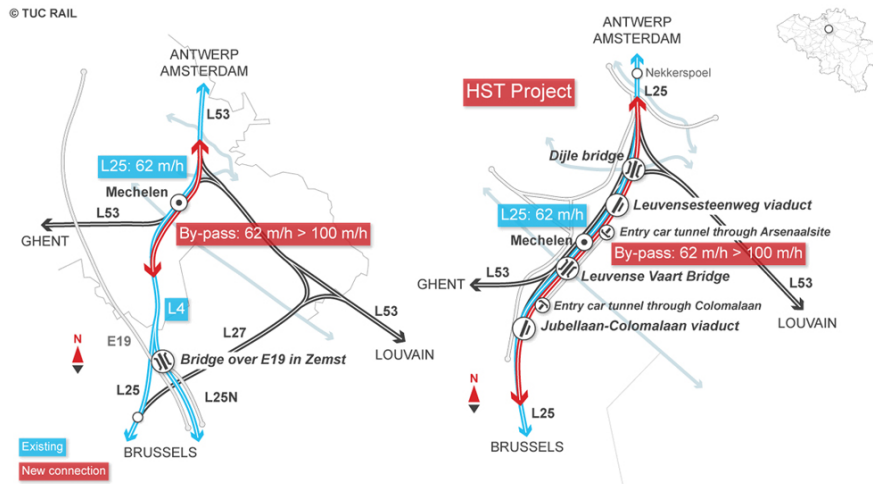 © TUC RAIL
ANTWERP
AMSTERDAM
L53
L25: 62 m/h
Mechelen
L53
GHENT
By-pass: 62 m/h > 100 m/h
L4
L53
L27
E19
LOUVAIN
N
Bridge over E19 in Zemst
L25
L25N
BRUSSELS
Existing
New connection
ANTWERP
AMSTERDAM
Nekkerspoel
HST Project
L25
Dijle bridge
Leuvensesteenweg viaduct
L25: 62 m/h
Entry car tunnel through Arsenaalsite
Mechelen
By-pass: 62 m/h > 100 m/h
GHENT
L53
Leuvense Vaart Bridge
L53
Entry car tunnel through Colomalaan
LOUVAIN
Jubellaan-Colomalaan viaduct
N
L25
BRUSSELS